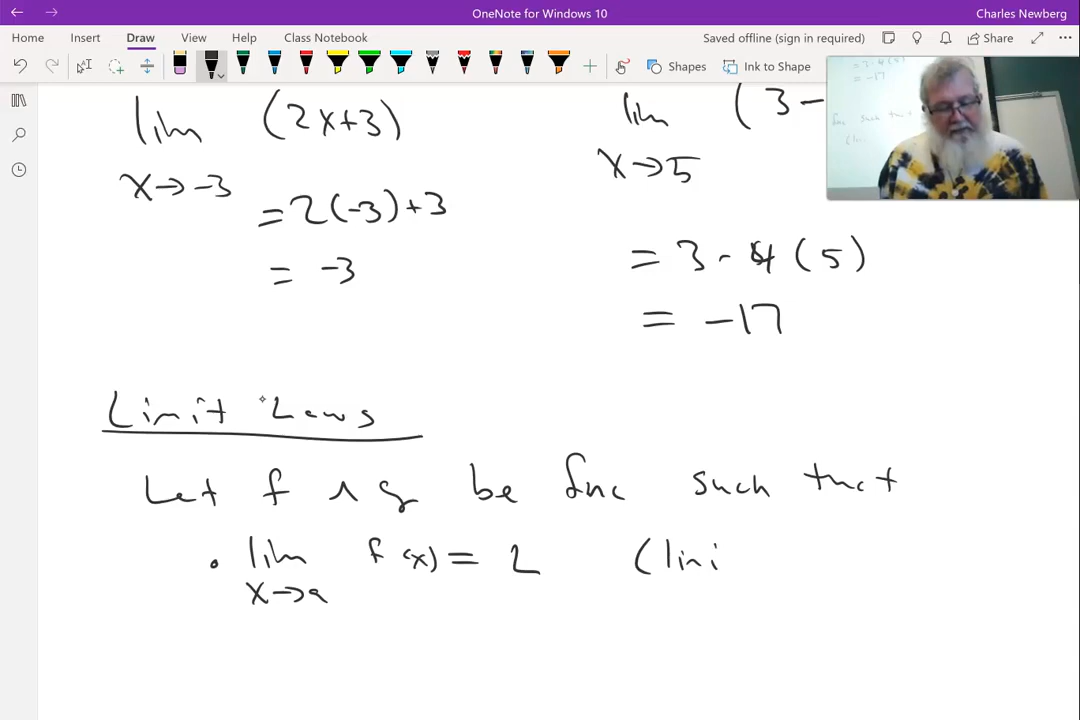 OneNote for Windows 10
Charles Newberg
Home Insert Draw View Help Class Notebook
Saved offline (sign in required)
Share
Shapes
Ink to Shape
lim (2x+3)
x→-3
=2(-3)+3
= -3
lim (3-
x→5
= 3 - 4 (5)
= -17
Limit Laws
Let f ∧ g be fnc such that
• lim f(x) = L (limi
x→a